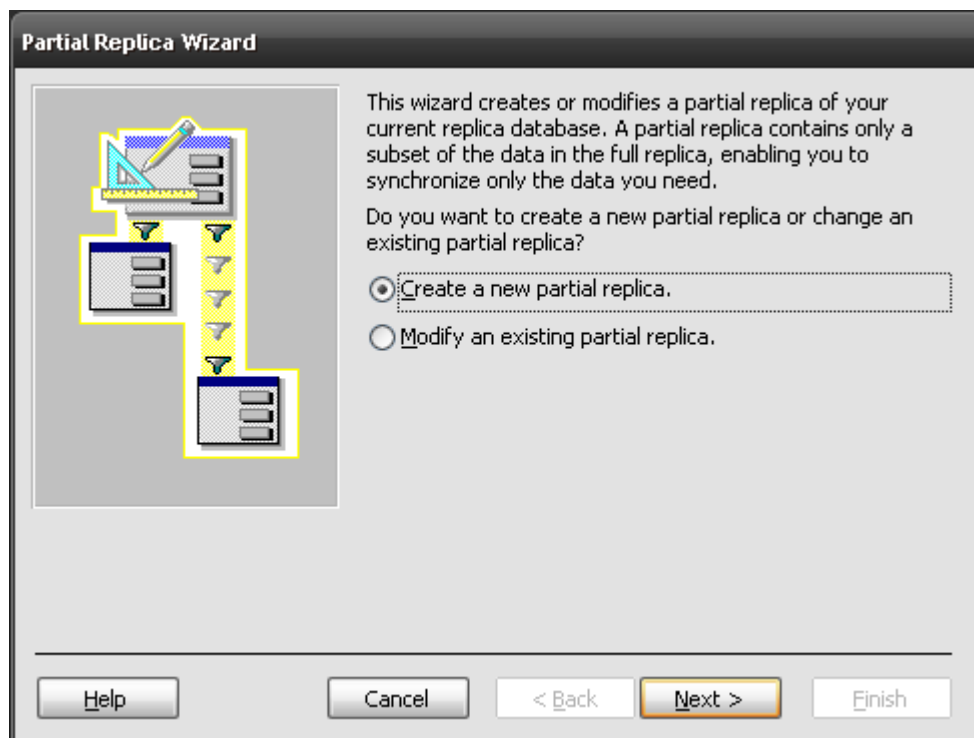 Partial Replica Wizard
This wizard creates or modifies a partial replica of your
current replica database. A partial replica contains only a
subset of the data in the full replica, enabling you to
synchronize only the data you need.
Do you want to create a new partial replica or change an
existing partial replica?
Create a new partial replica.
Modify an existing partial replica.
Help Cancel < Back Next > Finish